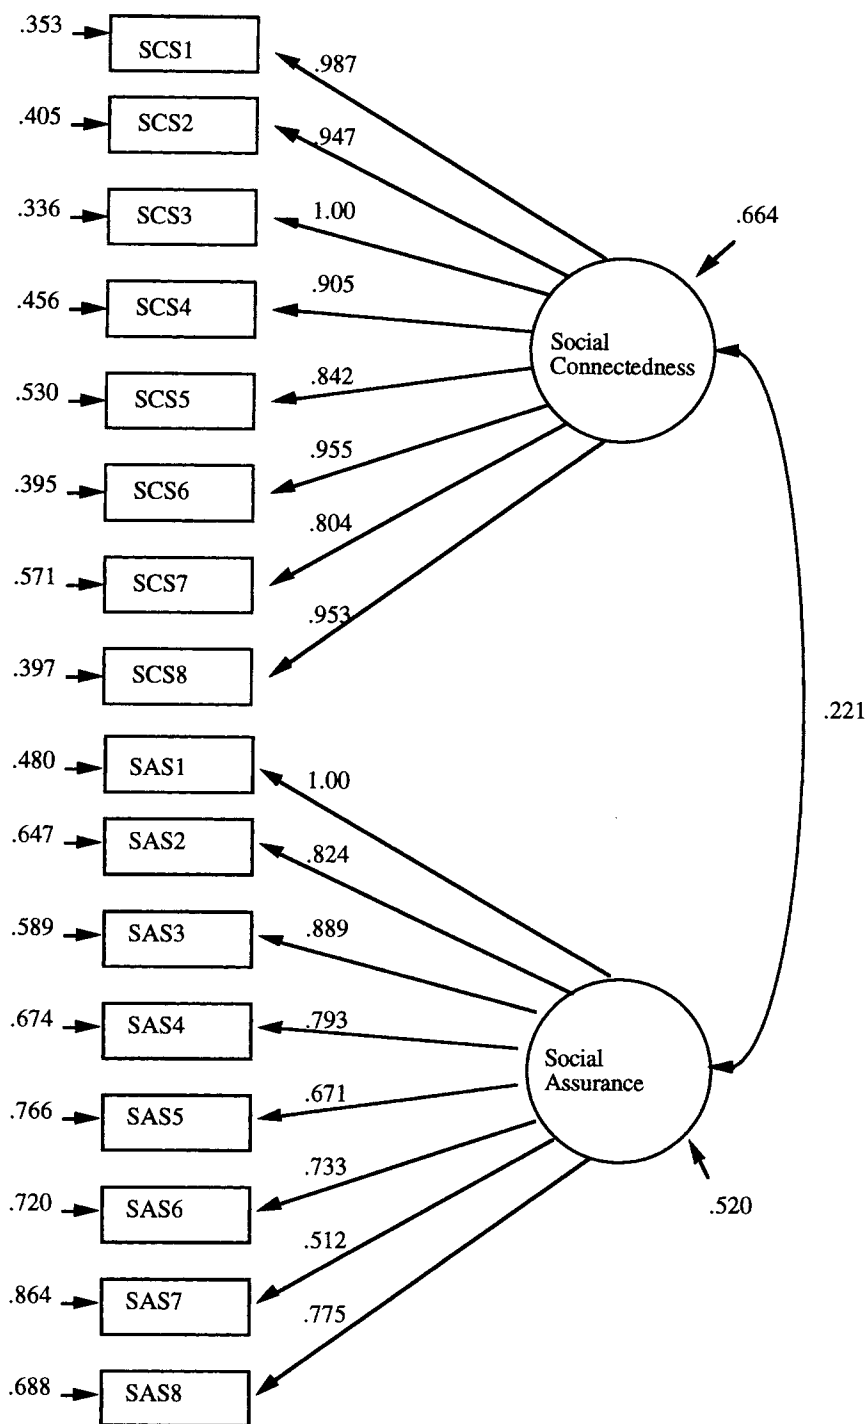 .353
SCS1
.987
.405
SCS2
.947
.336
SCS3
1.00
.664
.456
SCS4
.905
Social
Connectedness
.530
SCS5
.842
.395
SCS6
.955
.571
SCS7
.804
.397
SCS8
.953
.221
.480
SAS1
1.00
.647
SAS2
.824
.589
SAS3
.889
.674
SAS4
.793
Social
Assurance
.766
SAS5
.671
.720
SAS6
.733
.520
.864
SAS7
.512
.688
SAS8
.775